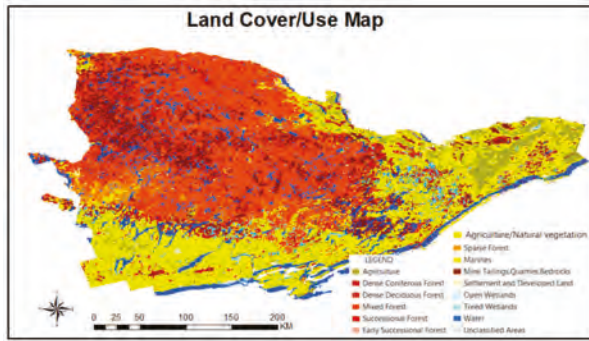 Land Cover/Use Map
LEGEND
Agriculture
Dense Coniferous Forest
Dense Deciduous Forest
Mixed Forest
Successional Forest
Early Successional Forest
Agriculture/Natural vegetation
Sparse Forest
Marshes
Mine Tailings,Quarries,Bedrocks
Settlement and Developed Land
Open Wetlands
Treed Wetlands
Water
Unclassified Areas
0 25 50 100 150 200
KM